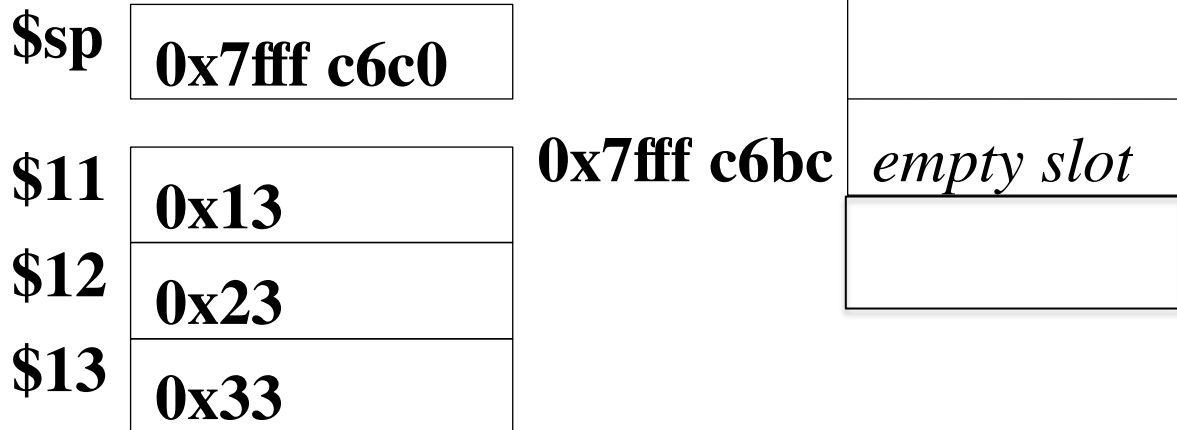 $sp 0x7fff c6c0
0x7fff c6bc empty slot
$11 0x13
$12 0x23
$13 0x33